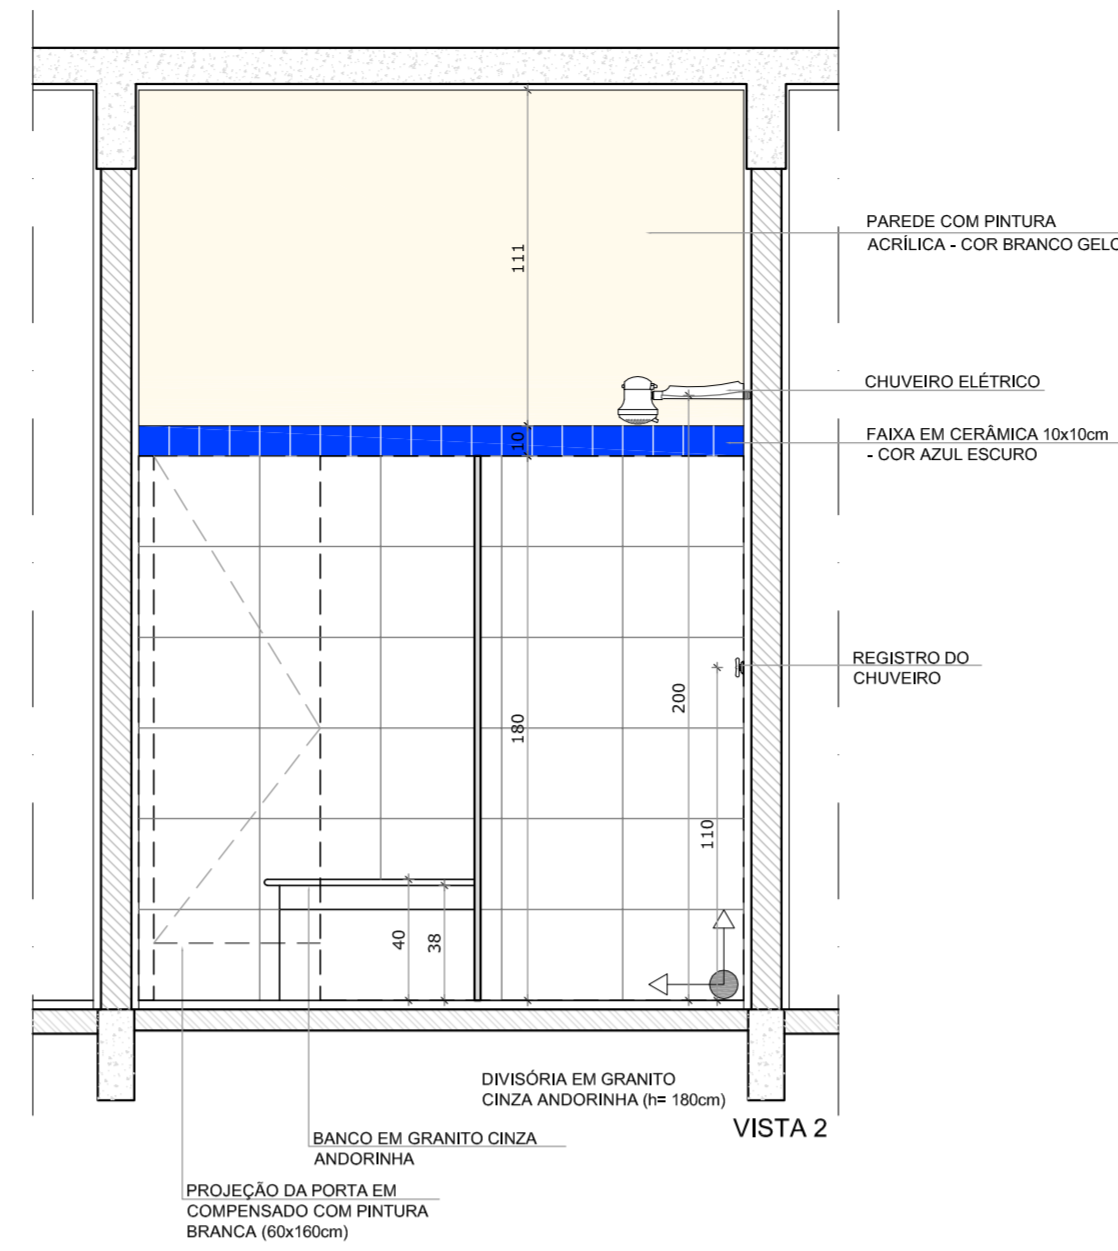 111
PAREDE COM PINTURA
ACRÍLICA - COR BRANCO GELO
CHUVEIRO ELÉTRICO
10
FAIXA EM CERÂMICA 10x10cm
- COR AZUL ESCURO
REGISTRO DO
CHUVEIRO
200
180
110
40
38
DIVISÓRIA EM GRANITO
CINZA ANDORINHA (h= 180cm)
VISTA 2
BANCO EM GRANITO CINZA
ANDORINHA
PROJEÇÃO DA PORTA EM
COMPENSADO COM PINTURA
BRANCA (60x160cm)